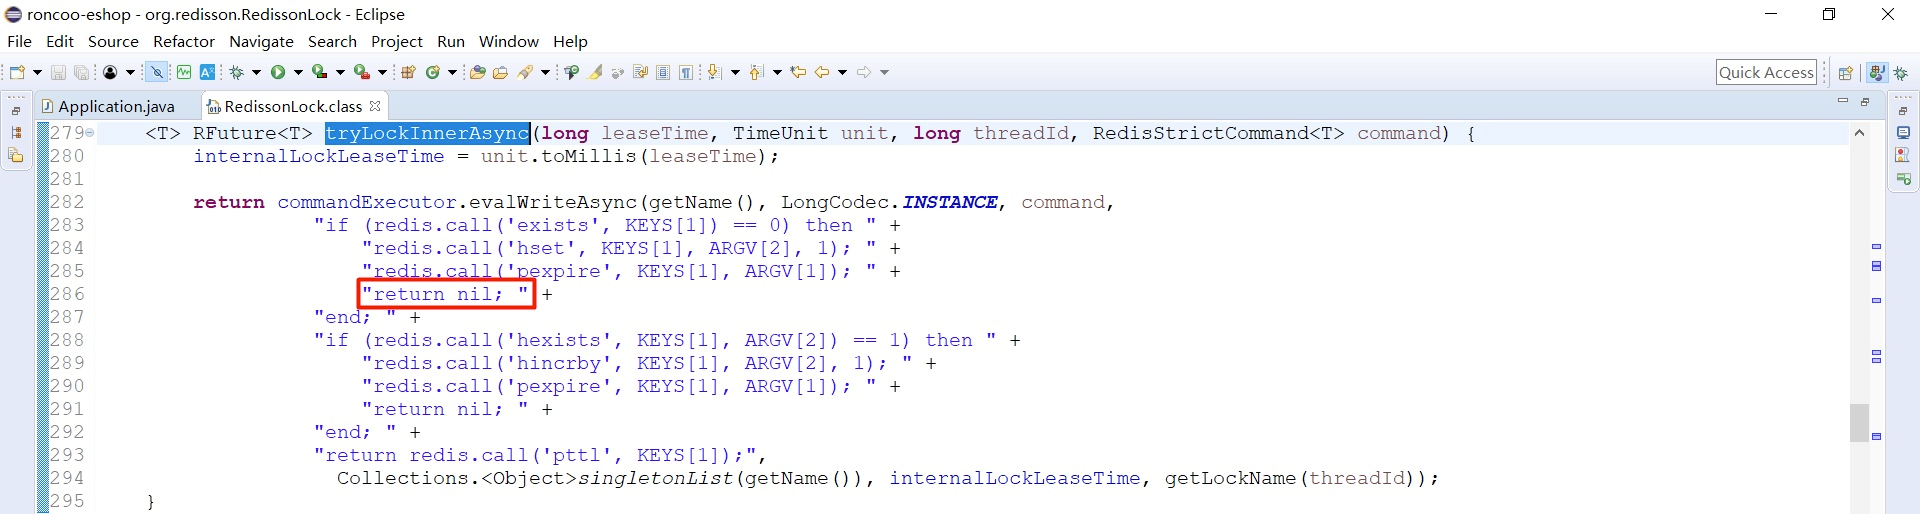 roncoo-eshop - org.redisson.RedissonLock - Eclipse
File Edit Source Refactor Navigate Search Project Run Window Help
Quick Access
Application.java RedissonLock.class
279 <T> RFuture<T> tryLockInnerAsync(long leaseTime, TimeUnit unit, long threadId, RedisStrictCommand<T> command) {
280 internalLockLeaseTime = unit.toMillis(leaseTime);
281
282 return commandExecutor.evalWriteAsync(getName(), LongCodec.INSTANCE, command,
283 "if (redis.call('exists', KEYS[1]) == 0) then " +
284 "redis.call('hset', KEYS[1], ARGV[2], 1); " +
285 "redis.call('pexpire', KEYS[1], ARGV[1]); " +
286 "return nil; " +
287 "end; " +
288 "if (redis.call('hexists', KEYS[1], ARGV[2]) == 1) then " +
289 "redis.call('hincrby', KEYS[1], ARGV[2], 1); " +
290 "redis.call('pexpire', KEYS[1], ARGV[1]); " +
291 "return nil; " +
292 "end; " +
293 "return redis.call('pttl', KEYS[1]);",
294 Collections.<Object>singletonList(getName()), internalLockLeaseTime, getLockName(threadId));
295 }